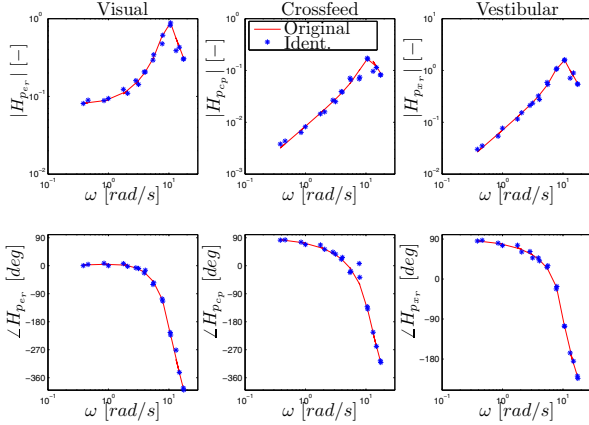 Visual Crossfeed Vestibular
Original
Ident.
|H_{p_{e_r}}| [−]
10^0
10^{-1}
10^{-2}
10^{-1} 10^0 10^1
ω [rad/s]
|H_{p_{c_p}}| [−]
10^0
10^{-1}
10^{-2}
10^{-3}
10^{-1} 10^0 10^1
ω [rad/s]
|H_{p_{x_r}}| [−]
10^1
10^0
10^{-1}
10^{-2}
10^{-1} 10^0 10^1
ω [rad/s]
∠H_{p_{e_r}} [deg]
90
0
-90
-180
-270
-360
10^{-1} 10^0 10^1
ω [rad/s]
∠H_{p_{c_p}} [deg]
90
0
-90
-180
-270
-360
10^{-1} 10^0 10^1
ω [rad/s]
∠H_{p_{x_r}} [deg]
90
0
-90
-180
10^{-1} 10^0 10^1
ω [rad/s]